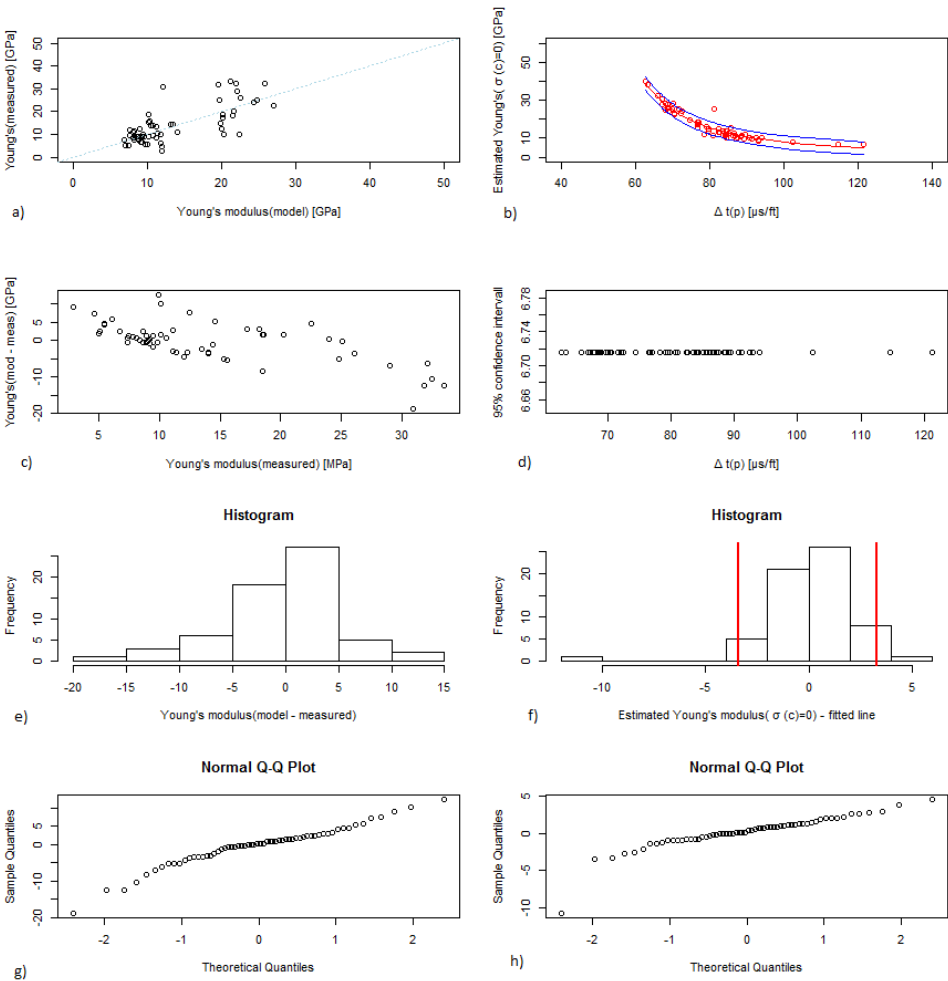 Young's(measured) [GPa]
0 10 20 30 40 50
0 10 20 30 40 50
Young's modulus(model) [GPa]
a)
Estimated Young's( σ (c)=0) [GPa]
0 10 30 50
40 60 80 100 120 140
Δ t(p) [µs/ft]
b)
Young's(mod - meas) [GPa]
-20 -10 0 5
5 10 15 20 25 30
Young's modulus(measured) [MPa]
c)
95% confidence intervall
6.66 6.70 6.74 6.78
70 80 90 100 110 120
Δ t(p) [µs/ft]
d)
Histogram
Frequency
0 5 10 20
-20 -15 -10 -5 0 5 10 15
Young's modulus(model - measured)
e)
Histogram
Frequency
0 5 10 20
-10 -5 0 5
Estimated Young's modulus( σ (c)=0) - fitted line
f)
Normal Q-Q Plot
Sample Quantiles
-20 -10 0 5
-2 -1 0 1 2
Theoretical Quantiles
g)
Normal Q-Q Plot
Sample Quantiles
-10 -5 0 5
-2 -1 0 1 2
Theoretical Quantiles
h)